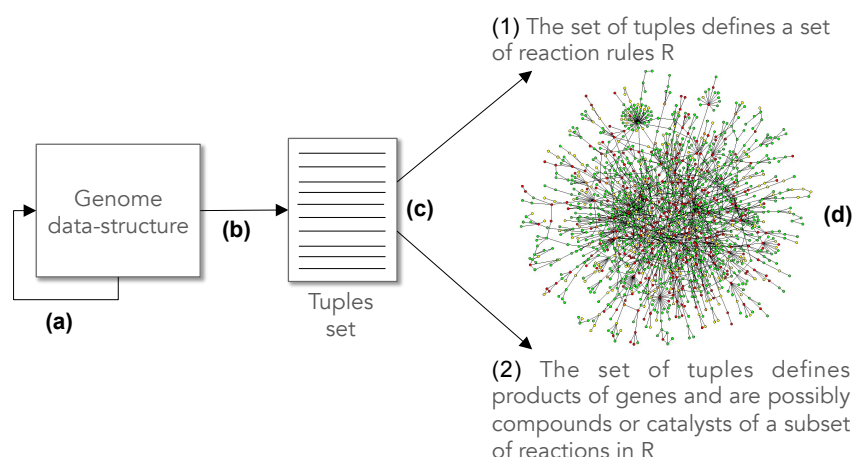 (1) The set of tuples defines a set
of reaction rules R
Genome
data-structure
(a)
(b)
Tuples
set
(c)
(d)
(2) The set of tuples defines
products of genes and are possibly
compounds or catalysts of a subset
of reactions in R